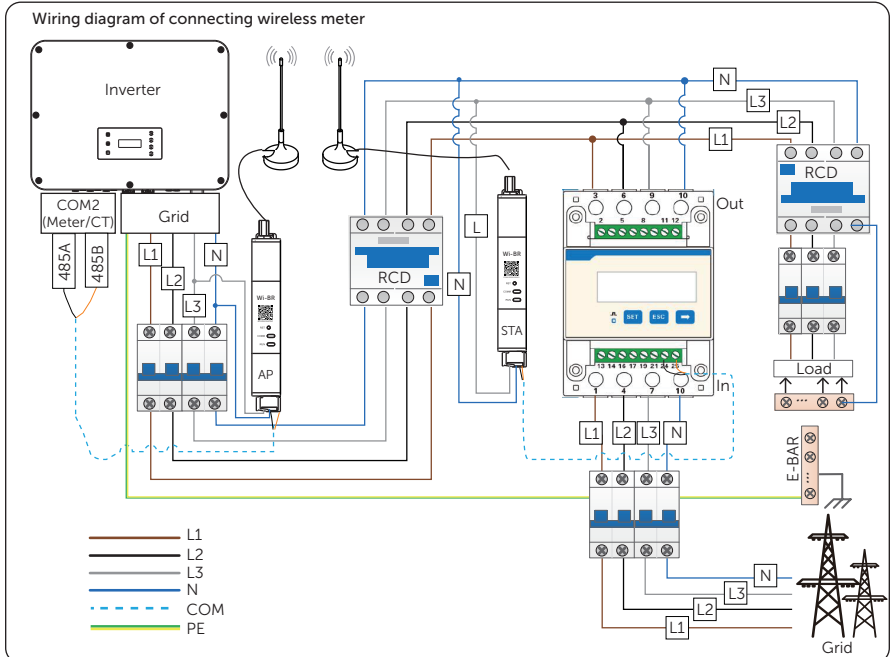 Wiring diagram of connecting wireless meter
Inverter
COM2
(Meter/CT)
Grid
485A
485B
L1
L2
L3
N
Wi-BR
AP
RCD
N
L
Wi-BR
STA
N
L3
L2
L1
3 6 9 10
Out
2 5 8 11 12
SET ESC
13 14 16 17 19 21 24 25
In
1 4 7 10
L1 L2 L3 N
RCD
Load
E-BAR
N
L3
L2
L1
Grid
L1
L2
L3
N
COM
PE